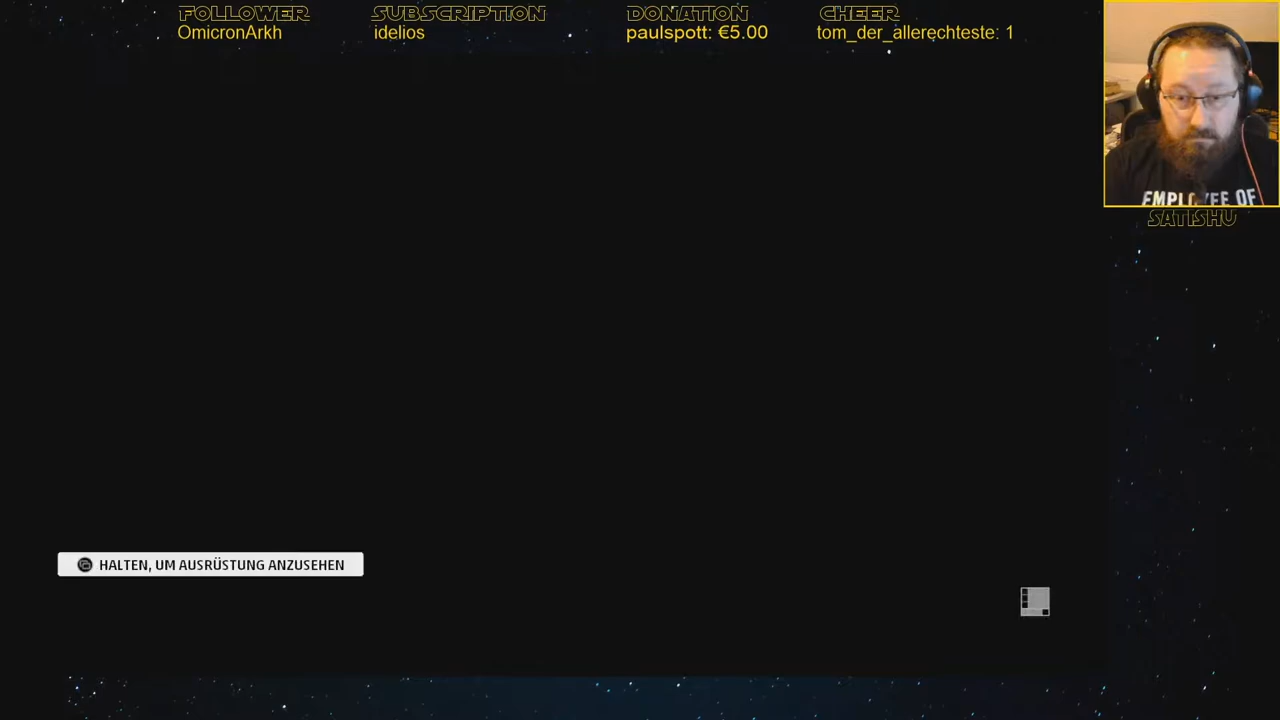 FOLLOWER SUBSCRIPTION DONATION CHEER
OmicronArkh idelios paulspott: €5.00 tom_der_allerechteste: 1
EMPLOYEE OF
SATISHU
HALTEN, UM AUSRÜSTUNG ANZUSEHEN